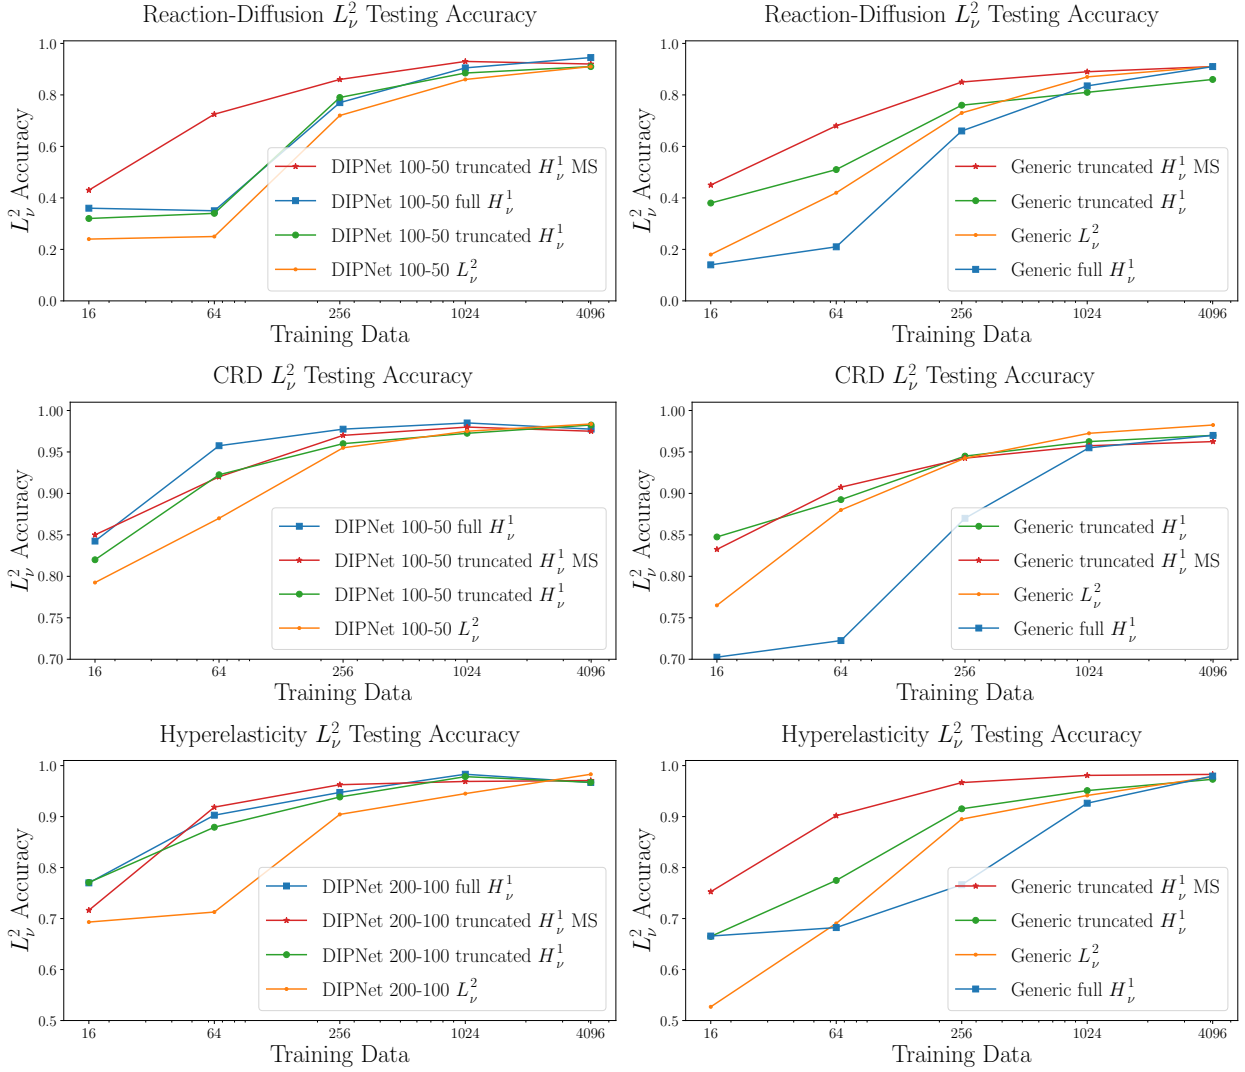 Reaction-Diffusion $L^2_\nu$ Testing Accuracy
1.0
0.8
0.6
0.4
0.2
0.0
$L^2_\nu$ Accuracy
DIPNet 100-50 truncated $H^1_\nu$ MS
DIPNet 100-50 full $H^1_\nu$
DIPNet 100-50 truncated $H^1_\nu$
DIPNet 100-50 $L^2_\nu$
16 64 256 1024 4096
Training Data
Reaction-Diffusion $L^2_\nu$ Testing Accuracy
1.0
0.8
0.6
0.4
0.2
0.0
$L^2_\nu$ Accuracy
Generic truncated $H^1_\nu$ MS
Generic truncated $H^1_\nu$
Generic $L^2_\nu$
Generic full $H^1_\nu$
16 64 256 1024 4096
Training Data
CRD $L^2_\nu$ Testing Accuracy
1.00
0.95
0.90
0.85
0.80
0.75
0.70
$L^2_\nu$ Accuracy
DIPNet 100-50 full $H^1_\nu$
DIPNet 100-50 truncated $H^1_\nu$ MS
DIPNet 100-50 truncated $H^1_\nu$
DIPNet 100-50 $L^2_\nu$
16 64 256 1024 4096
Training Data
CRD $L^2_\nu$ Testing Accuracy
1.00
0.95
0.90
0.85
0.80
0.75
0.70
$L^2_\nu$ Accuracy
Generic truncated $H^1_\nu$
Generic truncated $H^1_\nu$ MS
Generic $L^2_\nu$
Generic full $H^1_\nu$
16 64 256 1024 4096
Training Data
Hyperelasticity $L^2_\nu$ Testing Accuracy
1.0
0.9
0.8
0.7
0.6
0.5
$L^2_\nu$ Accuracy
DIPNet 200-100 full $H^1_\nu$
DIPNet 200-100 truncated $H^1_\nu$ MS
DIPNet 200-100 truncated $H^1_\nu$
DIPNet 200-100 $L^2_\nu$
16 64 256 1024 4096
Training Data
Hyperelasticity $L^2_\nu$ Testing Accuracy
1.0
0.9
0.8
0.7
0.6
0.5
$L^2_\nu$ Accuracy
Generic truncated $H^1_\nu$ MS
Generic truncated $H^1_\nu$
Generic $L^2_\nu$
Generic full $H^1_\nu$
16 64 256 1024 4096
Training Data